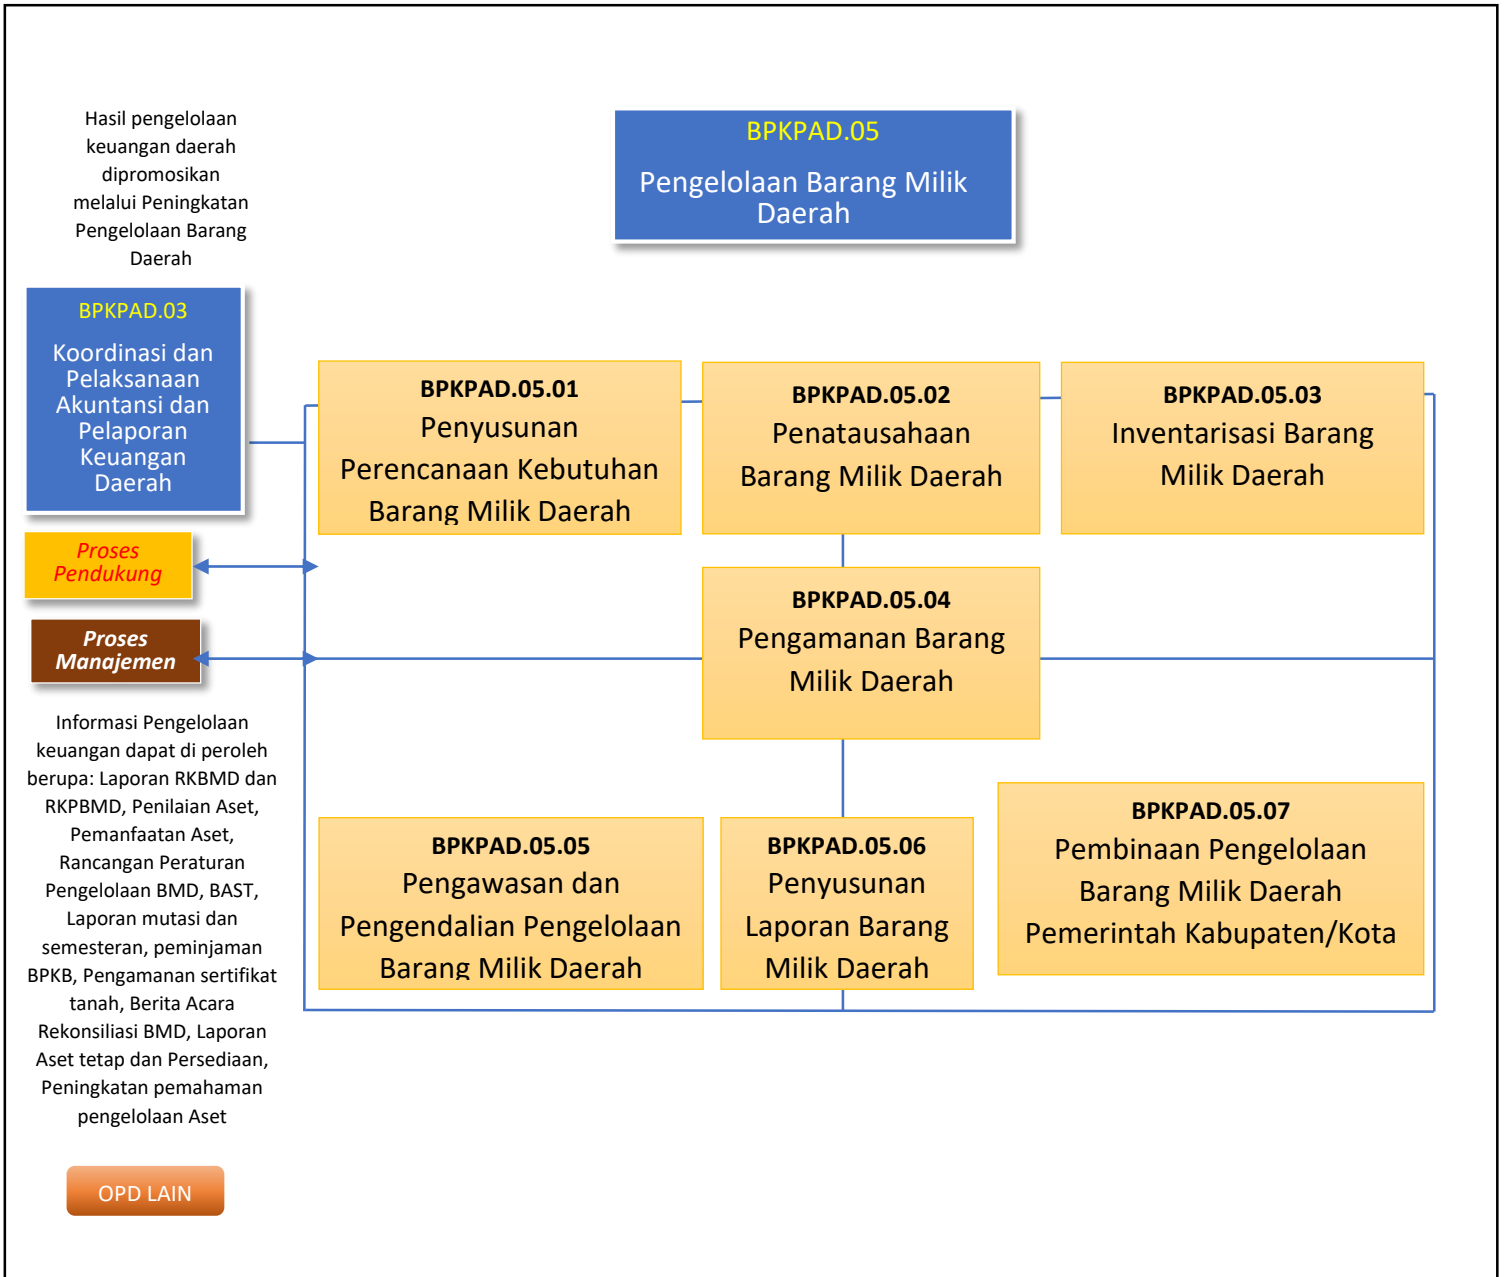 Hasil pengelolaan
keuangan daerah
dipromosikan
melalui Peningkatan
Pengelolaan Barang
Daerah
BPKPAD.05
Pengelolaan Barang Milik
Daerah
BPKPAD.03
Koordinasi dan
Pelaksanaan
Akuntansi dan
Pelaporan
Keuangan
Daerah
BPKPAD.05.01
Penyusunan
Perencanaan Kebutuhan
Barang Milik Daerah
BPKPAD.05.02
Penatausahaan
Barang Milik Daerah
BPKPAD.05.03
Inventarisasi Barang
Milik Daerah
Proses
Pendukung
Proses
Manajemen
BPKPAD.05.04
Pengamanan Barang
Milik Daerah
Informasi Pengelolaan
keuangan dapat di peroleh
berupa: Laporan RKBMD dan
RKPBMD, Penilaian Aset,
Pemanfaatan Aset,
Rancangan Peraturan
Pengelolaan BMD, BAST,
Laporan mutasi dan
semesteran, peminjaman
BPKB, Pengamanan sertifikat
tanah, Berita Acara
Rekonsiliasi BMD, Laporan
Aset tetap dan Persediaan,
Peningkatan pemahaman
pengelolaan Aset
BPKPAD.05.05
Pengawasan dan
Pengendalian Pengelolaan
Barang Milik Daerah
BPKPAD.05.06
Penyusunan
Laporan Barang
Milik Daerah
BPKPAD.05.07
Pembinaan Pengelolaan
Barang Milik Daerah
Pemerintah Kabupaten/Kota
OPD LAIN